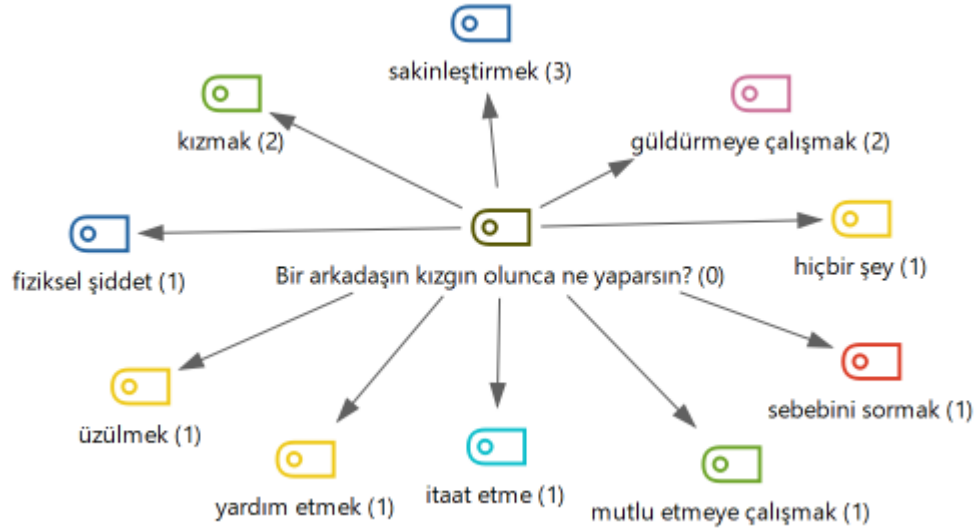 sakinleştirmek (3)
kızmak (2)
güldürmeye çalışmak (2)
fiziksel şiddet (1)
Bir arkadaşın kızgın olunca ne yaparsın? (0)
hiçbir şey (1)
üzülmek (1)
sebebini sormak (1)
yardım etmek (1)
itaat etme (1)
mutlu etmeye çalışmak (1)